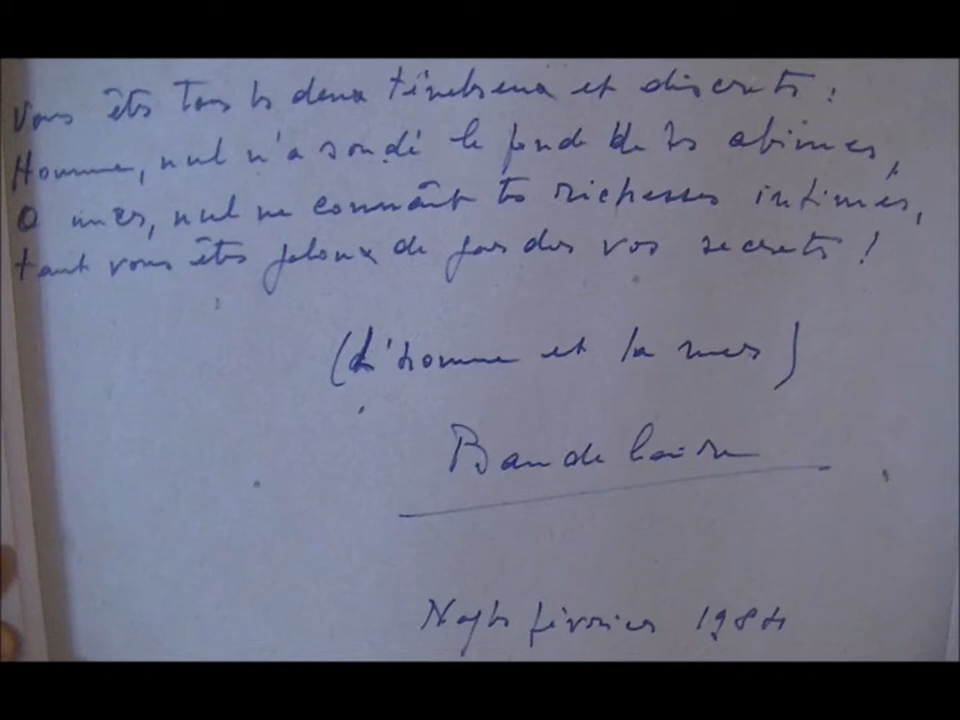 Vous êtes tous les deux ténébreux et discrets :
Homme, nul n'a sondé le fond de tes abîmes,
O mer, nul ne connaît tes richesses intimes,
tant vous êtes jaloux de garder vos secrets !
(L'homme et la mer)
Baudelaire
février 1984